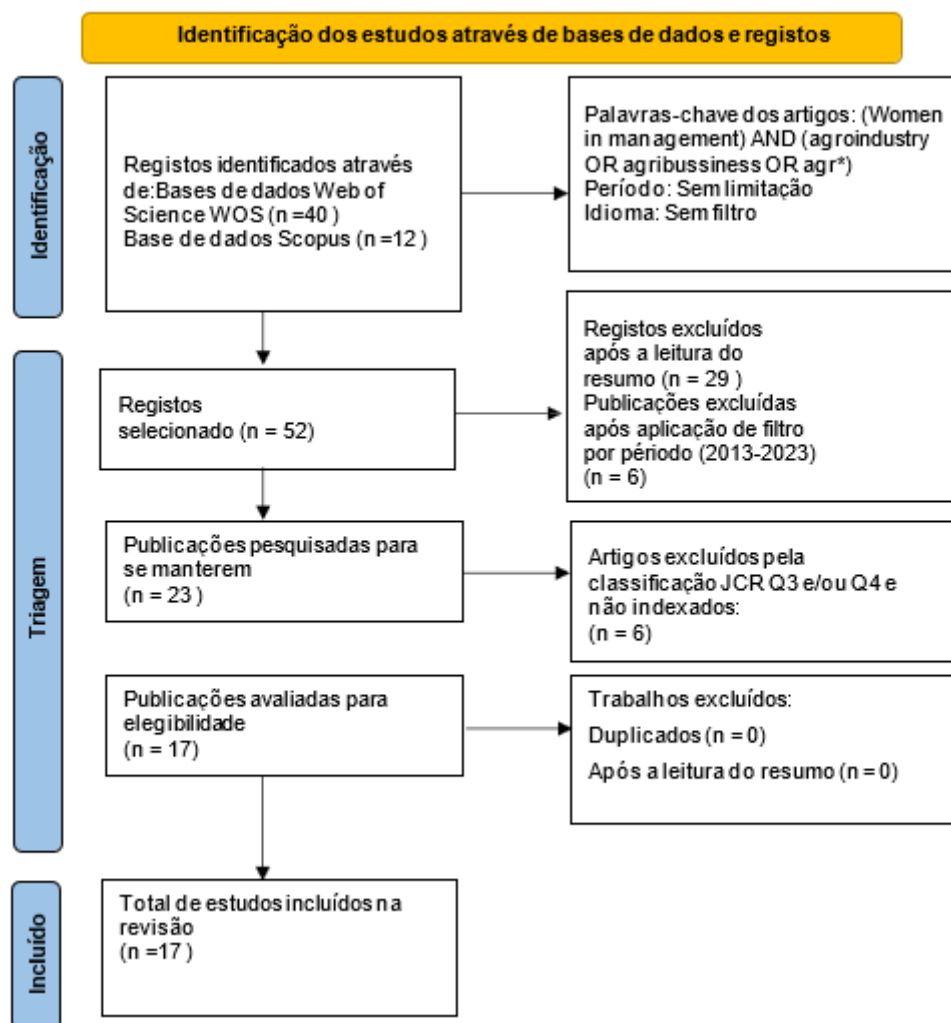 Identificação dos estudos através de bases de dados e registos
Identificação
Registos identificados através
de:Bases de dados Web of
Science WOS (n =40 )
Base de dados Scopus (n =12 )
Palavras-chave dos artigos: (Women
in management) AND (agroindustry
OR agribussiness OR agr*)
Período: Sem limitação
Idioma: Sem filtro
Triagem
Registos
selecionado (n = 52)
Registos excluídos
após a leitura do
resumo (n = 29 )
Publicações excluídas
após aplicação de filtro
por périodo (2013-2023)
(n = 6)
Publicações pesquisadas para
se manterem
(n = 23 )
Artigos excluídos pela
classificação JCR Q3 e/ou Q4 e
não indexados:
(n = 6)
Publicações avaliadas para
elegibilidade
(n = 17)
Trabalhos excluídos:
Duplicados (n = 0)
Após a leitura do resumo (n = 0)
Incluído
Total de estudos incluídos na
revisão
(n =17 )